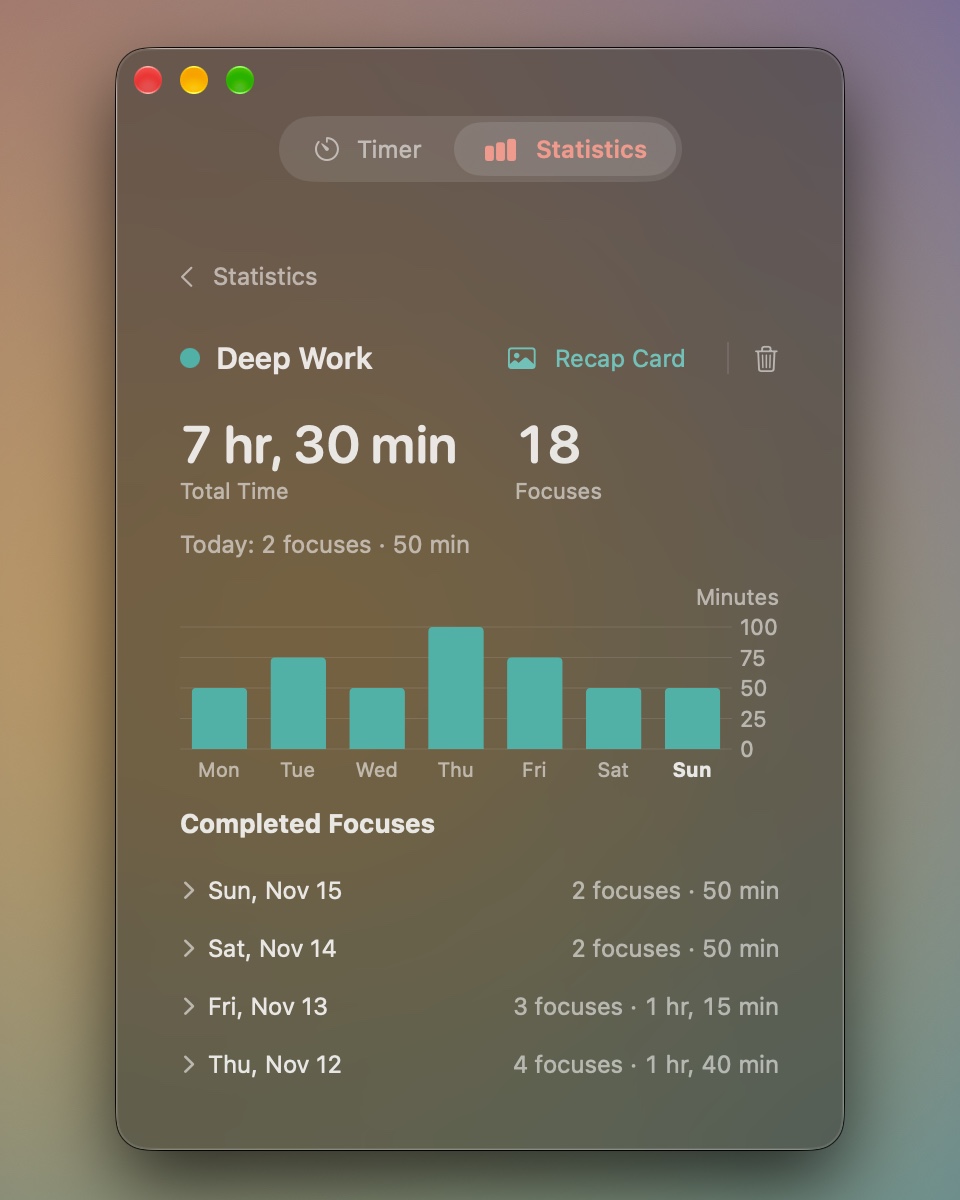 Timer Statistics
Statistics
Deep Work Recap Card
7 hr, 30 min 18
Total Time Focuses
Today: 2 focuses · 50 min
Minutes
100
75
50
25
0
Mon Tue Wed Thu Fri Sat Sun
Completed Focuses
Sun, Nov 15 2 focuses · 50 min
Sat, Nov 14 2 focuses · 50 min
Fri, Nov 13 3 focuses · 1 hr, 15 min
Thu, Nov 12 4 focuses · 1 hr, 40 min